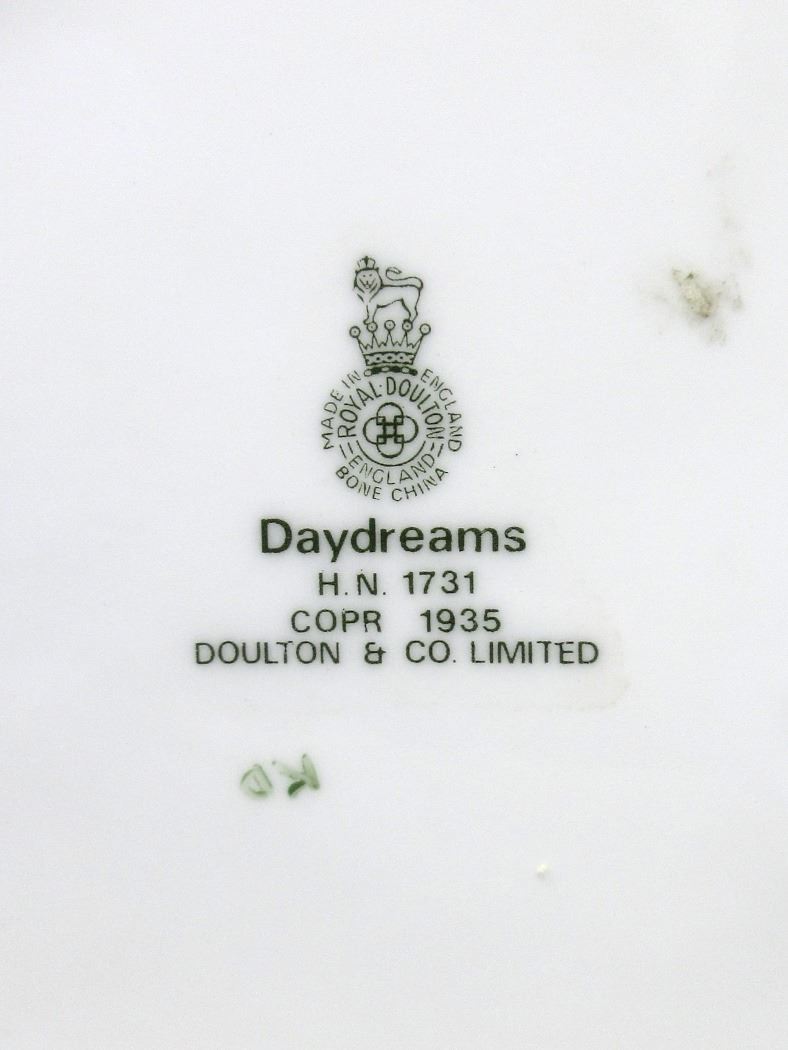 MADE IN ENGLAND
ROYAL·DOULTON
ENGLAND
BONE CHINA
Daydreams
H.N. 1731
COPR 1935
DOULTON & CO. LIMITED